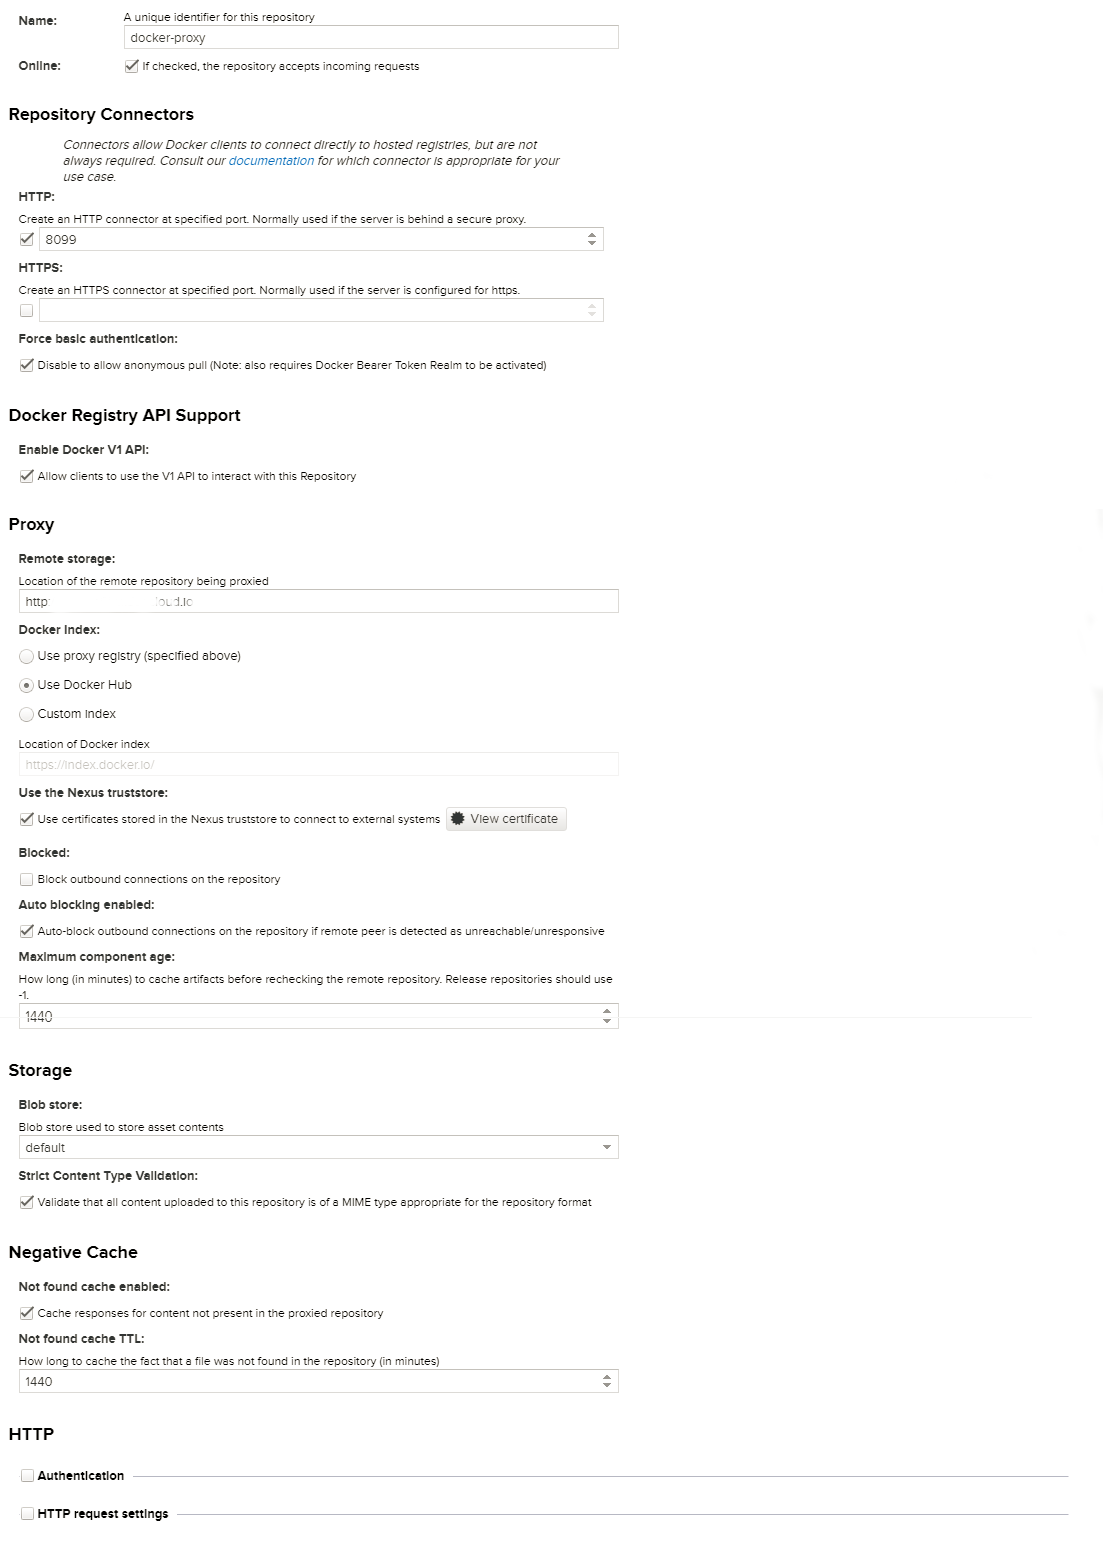 Name:
A unique identifier for this repository
docker-proxy
Online:
If checked, the repository accepts incoming requests
Repository Connectors
Connectors allow Docker clients to connect directly to hosted registries, but are not
always required. Consult our documentation for which connector is appropriate for your
use case.
HTTP:
Create an HTTP connector at specified port. Normally used if the server is behind a secure proxy.
8099
HTTPS:
Create an HTTPS connector at specified port. Normally used if the server is configured for https.
Force basic authentication:
Disable to allow anonymous pull (Note: also requires Docker Bearer Token Realm to be activated)
Docker Registry API Support
Enable Docker V1 API:
Allow clients to use the V1 API to interact with this Repository
Proxy
Remote storage:
Location of the remote repository being proxied
http
Docker Index:
Use proxy registry (specified above)
Use Docker Hub
Custom Index
Location of Docker index
https://index.docker.io/
Use the Nexus truststore:
Use certificates stored in the Nexus truststore to connect to external systems
View certificate
Blocked:
Block outbound connections on the repository
Auto blocking enabled:
Auto-block outbound connections on the repository if remote peer is detected as unreachable/unresponsive
Maximum component age:
How long (in minutes) to cache artifacts before rechecking the remote repository. Release repositories should use
-1.
1440
Storage
Blob store:
Blob store used to store asset contents
default
Strict Content Type Validation:
Validate that all content uploaded to this repository is of a MIME type appropriate for the repository format
Negative Cache
Not found cache enabled:
Cache responses for content not present in the proxied repository
Not found cache TTL:
How long to cache the fact that a file was not found in the repository (in minutes)
1440
HTTP
Authentication
HTTP request settings